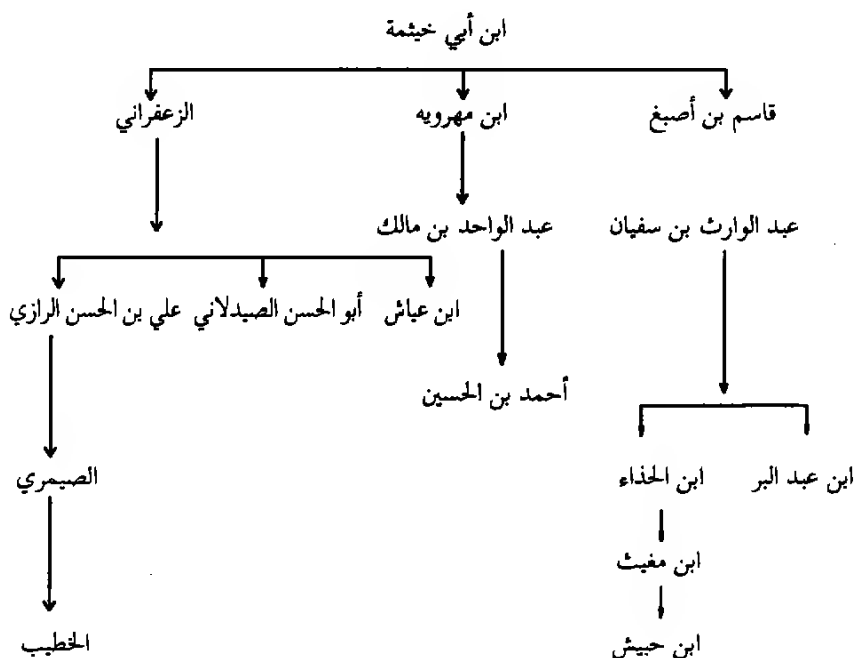 ابن أبي خيثمة
قاسم بن أصبغ ابن مهرويه الزعفراني
عبد الوارث بن سفيان عبد الواحد بن مالك
ابن عياش أبو الحسن الصيدلاني علي بن الحسن الرازي
أحمد بن الحسين
ابن عبد البر ابن الحذاء الصيمري
ابن مغيث
ابن حبيش الخطيب